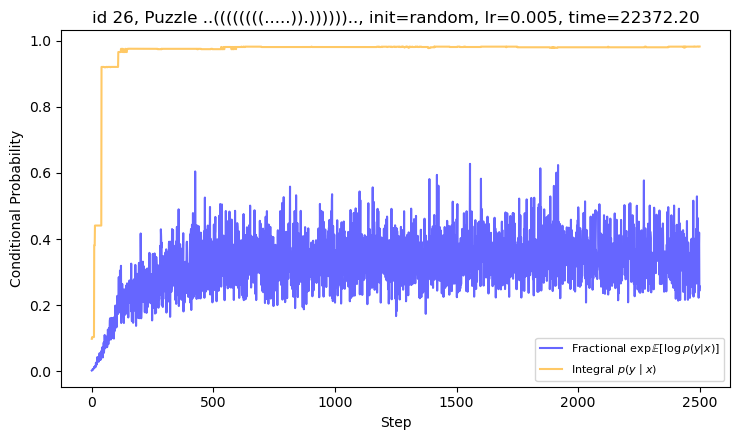 id 26, Puzzle ..((((((((.....)).)))))).., init=random, lr=0.005, time=22372.20
Conditional Probability
1.0
0.8
0.6
0.4
0.2
0.0
0
500
1000
1500
2000
2500
Step
Fractional exp𝔼[log p(y|x)]
Integral p(y | x)